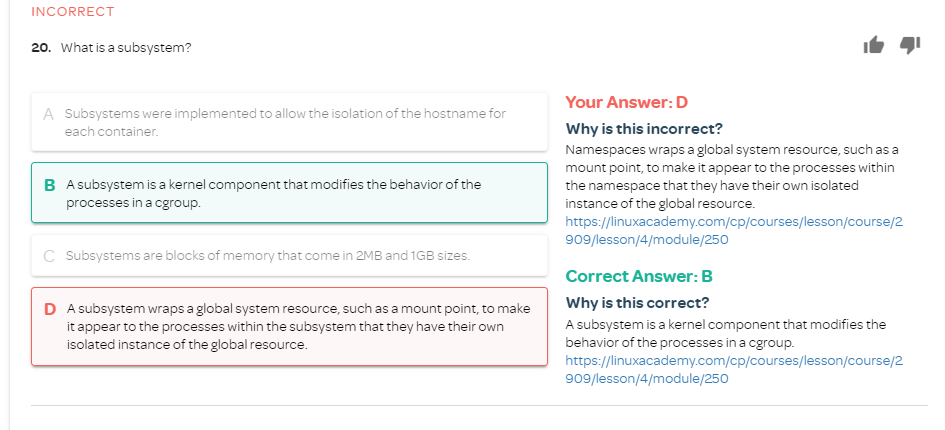 INCORRECT
20. What is a subsystem?
A Subsystems were implemented to allow the isolation of the hostname for
each container.
B A subsystem is a kernel component that modifies the behavior of the
processes in a cgroup.
C Subsystems are blocks of memory that come in 2MB and 1GB sizes.
D A subsystem wraps a global system resource, such as a mount point, to make
it appear to the processes within the subsystem that they have their own
isolated instance of the global resource.
Your Answer: D
Why is this incorrect?
Namespaces wraps a global system resource, such as a
mount point, to make it appear to the processes within
the namespace that they have their own isolated
instance of the global resource.
https://linuxacademy.com/cp/courses/lesson/course/2
909/lesson/4/module/250
Correct Answer: B
Why is this correct?
A subsystem is a kernel component that modifies the
behavior of the processes in a cgroup.
https://linuxacademy.com/cp/courses/lesson/course/2
909/lesson/4/module/250